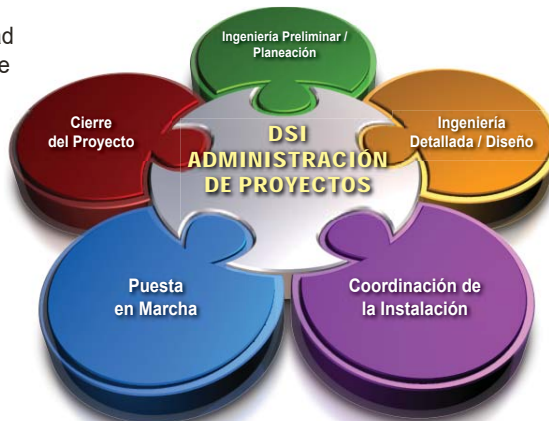 ad
e
Ingeniería Preliminar /
Planeación
Cierre
del Proyecto
DSI
ADMINISTRACIÓN
DE PROYECTOS
Ingeniería
Detallada / Diseño
Puesta
en Marcha
Coordinación de
la Instalación